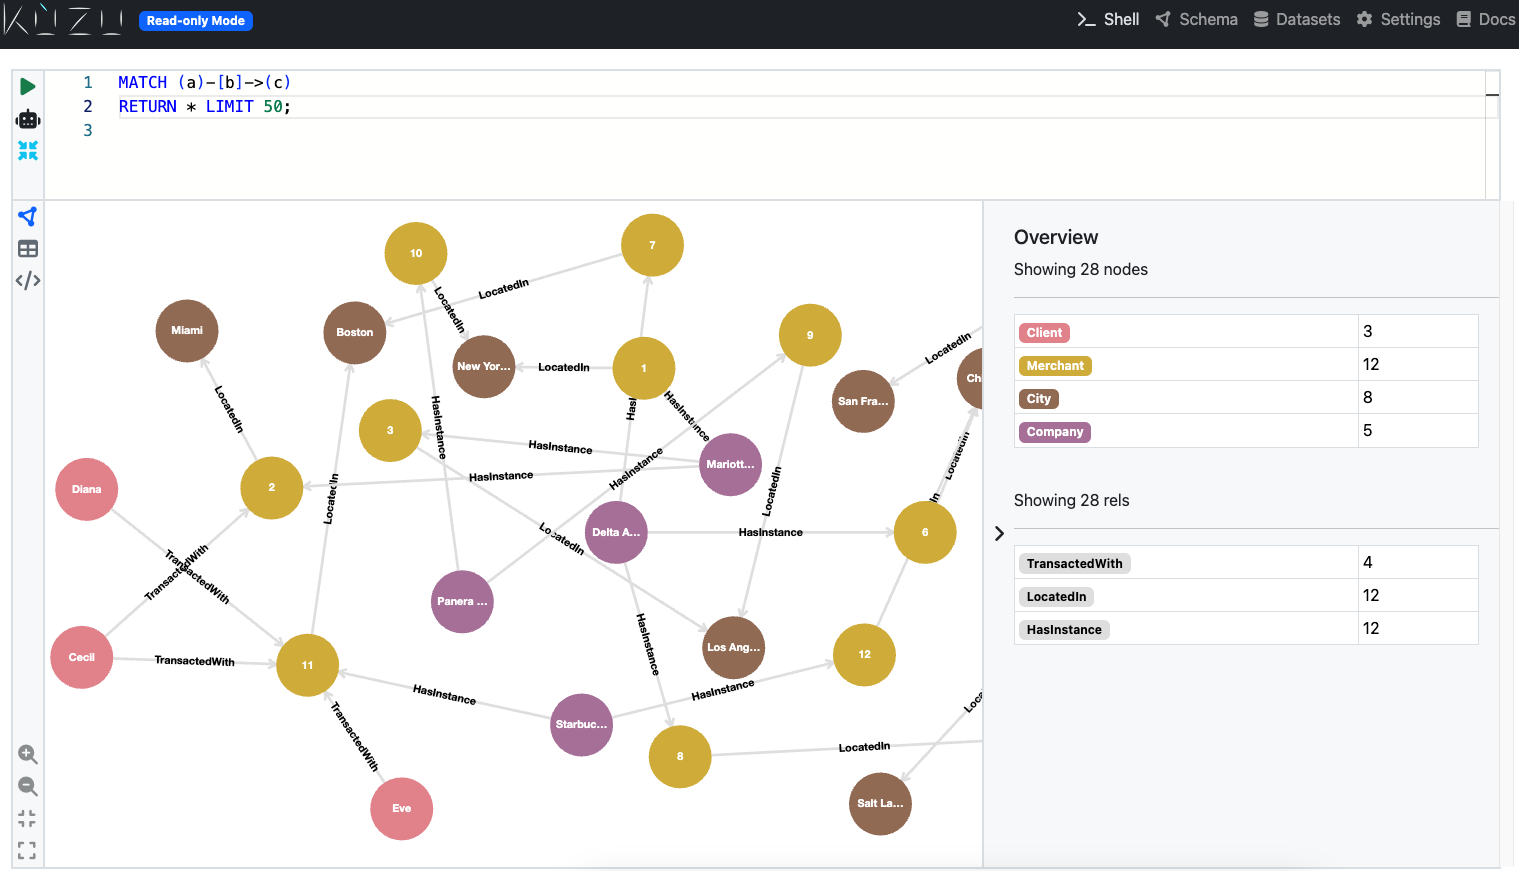 KÙZU Read-only Mode Shell Schema Datasets Settings Docs
1 MATCH (a)-[b]->(c)
2 RETURN * LIMIT 50;
3
10
7
LocatedIn
LocatedIn
Miami
Boston
9
LocatedIn
New Yor...
LocatedIn
1
Ch
San Fra...
LocatedIn
HasInstance
HasI
HasInstance
3
HasInstance
LocatedIn
Mariott...
HasInstance
HasInstance
LocatedIn
Diana
2
LocatedIn
In
LocatedIn
Delta A...
HasInstance
6
TransactedWith
TransactedWith
Panera ...
HasInstance
Los Ang...
12
Cecil
TransactedWith
11
HasInstance
HasInstance
Loca
Starbuc...
TransactedWith
8
LocatedIn
Eve
Salt La...
Overview
Showing 28 nodes
Client 3
Merchant 12
City 8
Company 5
Showing 28 rels
TransactedWith 4
LocatedIn 12
HasInstance 12